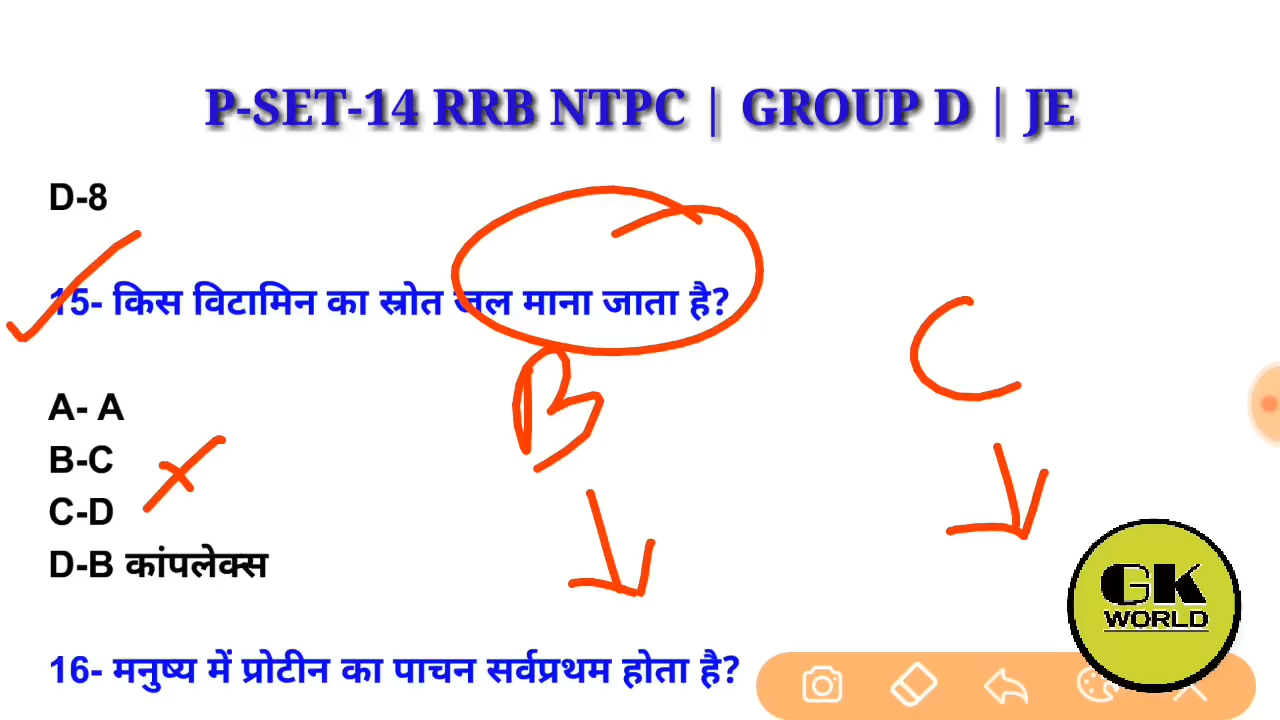 P-SET-14 RRB NTPC | GROUP D | JE
D-8
15- किस विटामिन का स्रोत जल माना जाता है?
B
C
A- A
B-C
C-D
D-B कांपलेक्स
GK
WORLD
16- मनुष्य में प्रोटीन का पाचन सर्वप्रथम होता है?